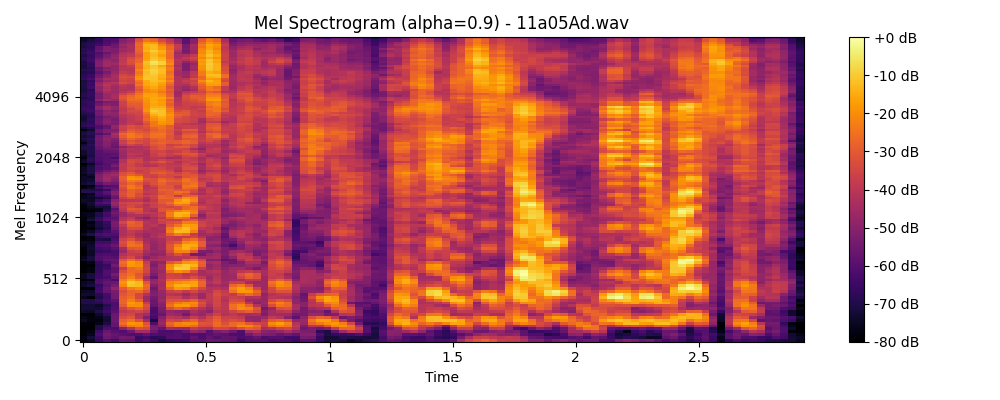 Mel Spectrogram (alpha=0.9) - 11a05Ad.wav
Mel Frequency
4096
2048
1024
512
0
0
0.5
1
1.5
2
2.5
Time
+0 dB
-10 dB
-20 dB
-30 dB
-40 dB
-50 dB
-60 dB
-70 dB
-80 dB